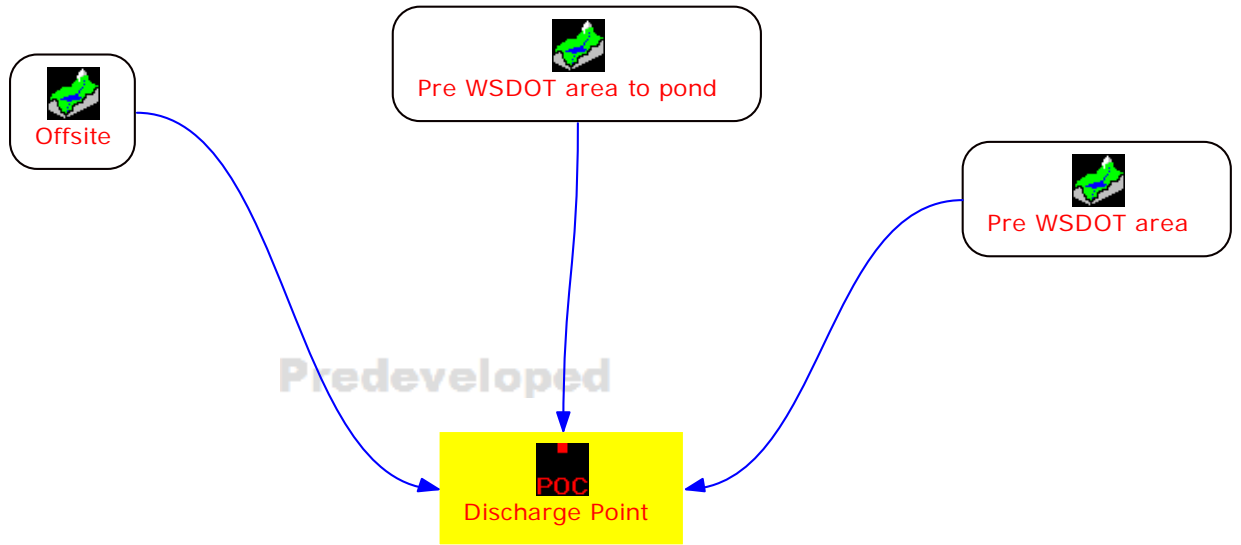 Pre WSDOT area to pond
Offsite
Pre WSDOT area
Predeveloped
POC
Discharge Point